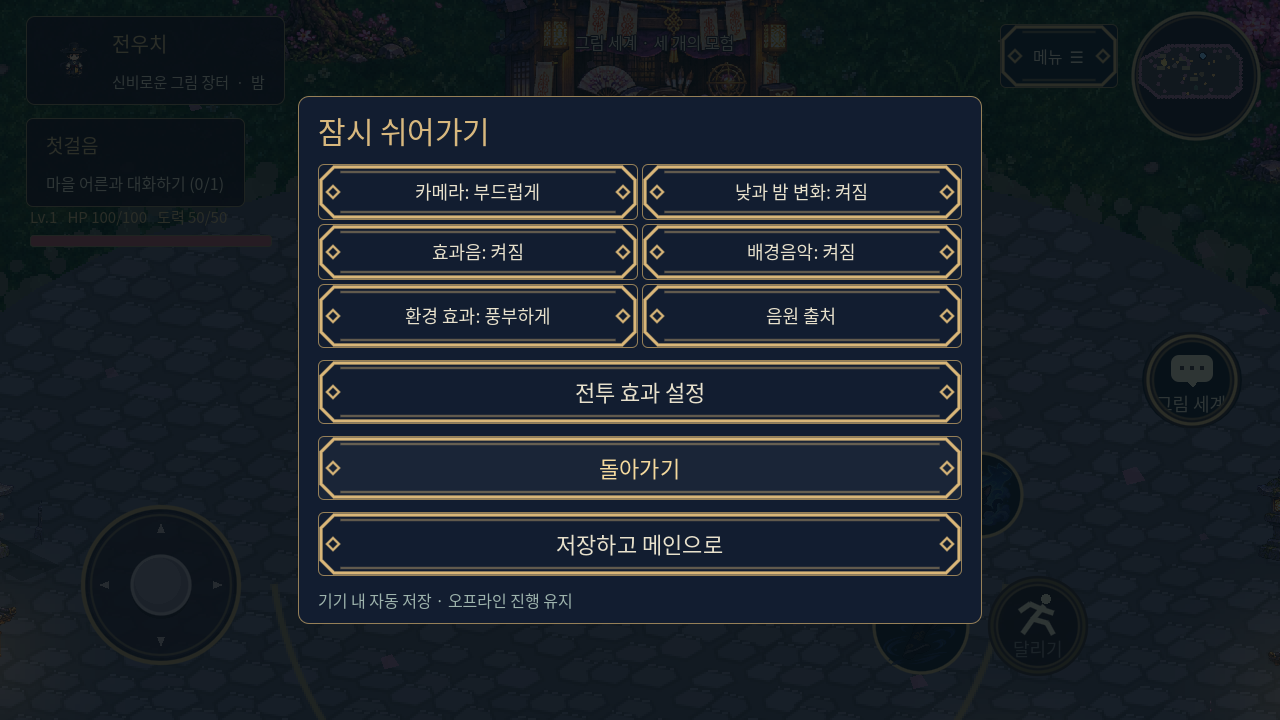 전우치
신비로운 그림 장터 · 밤
그림 세계 · 세 개의 모험
메뉴 ☰
첫걸음
마을 어른과 대화하기 (0/1)
Lv.1 HP 100/100 도력 50/50
잠시 쉬어가기
카메라: 부드럽게
낮과 밤 변화: 켜짐
효과음: 켜짐
배경음악: 켜짐
환경 효과: 풍부하게
음원 출처
전투 효과 설정
돌아가기
저장하고 메인으로
기기 내 자동 저장 · 오프라인 진행 유지
그림 세계
달리기